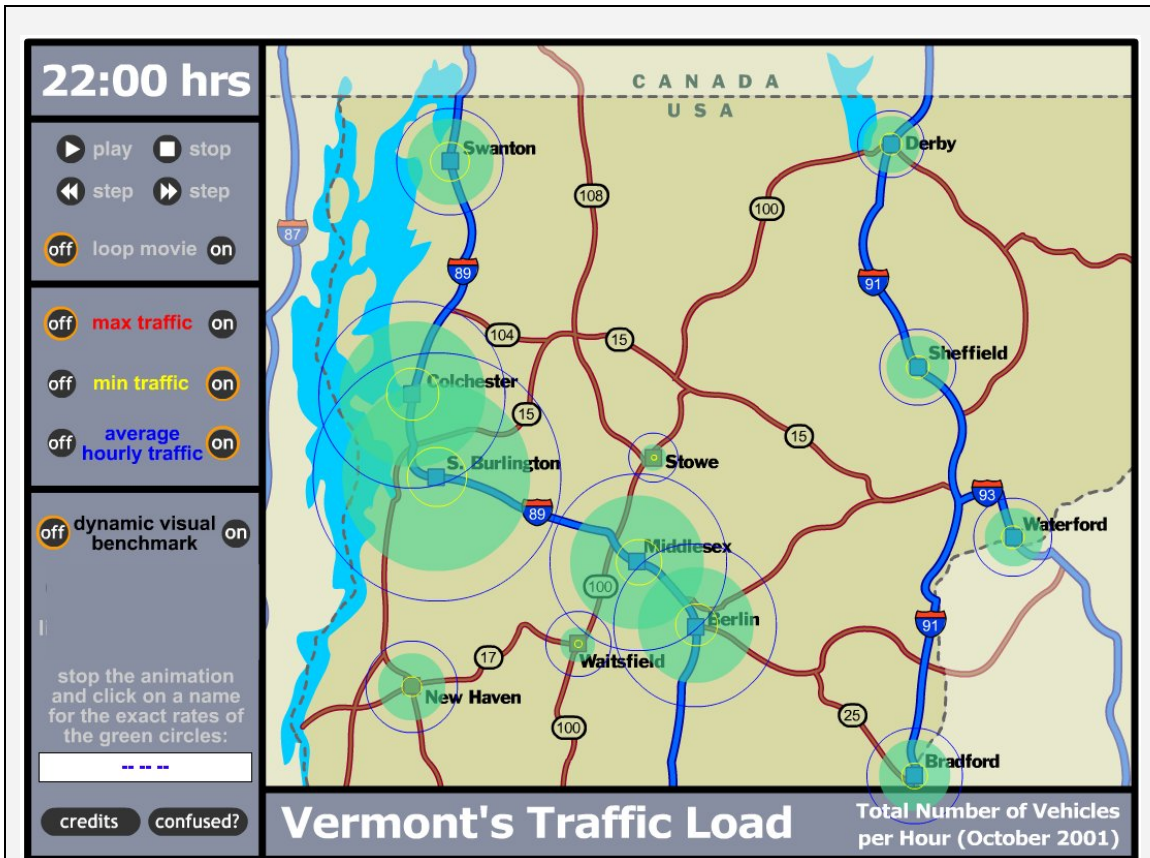 22:00 hrs
play stop
step step
off loop movie on
off max traffic on
off min traffic on
off average hourly traffic on
off dynamic visual benchmark on
stop the animation
and click on a name
for the exact rates of
the green circles:
-- -- --
credits confused?
CANADA
USA
Swanton
Derby
108
100
87
89
91
104
15
Sheffield
Colchester
15
15
S. Burlington
Stowe
93
89
Waterford
Middlesex
100
Berlin
91
Waitsfield
17
New Haven
25
100
Bradford
Vermont's Traffic Load
Total Number of Vehicles
per Hour (October 2001)